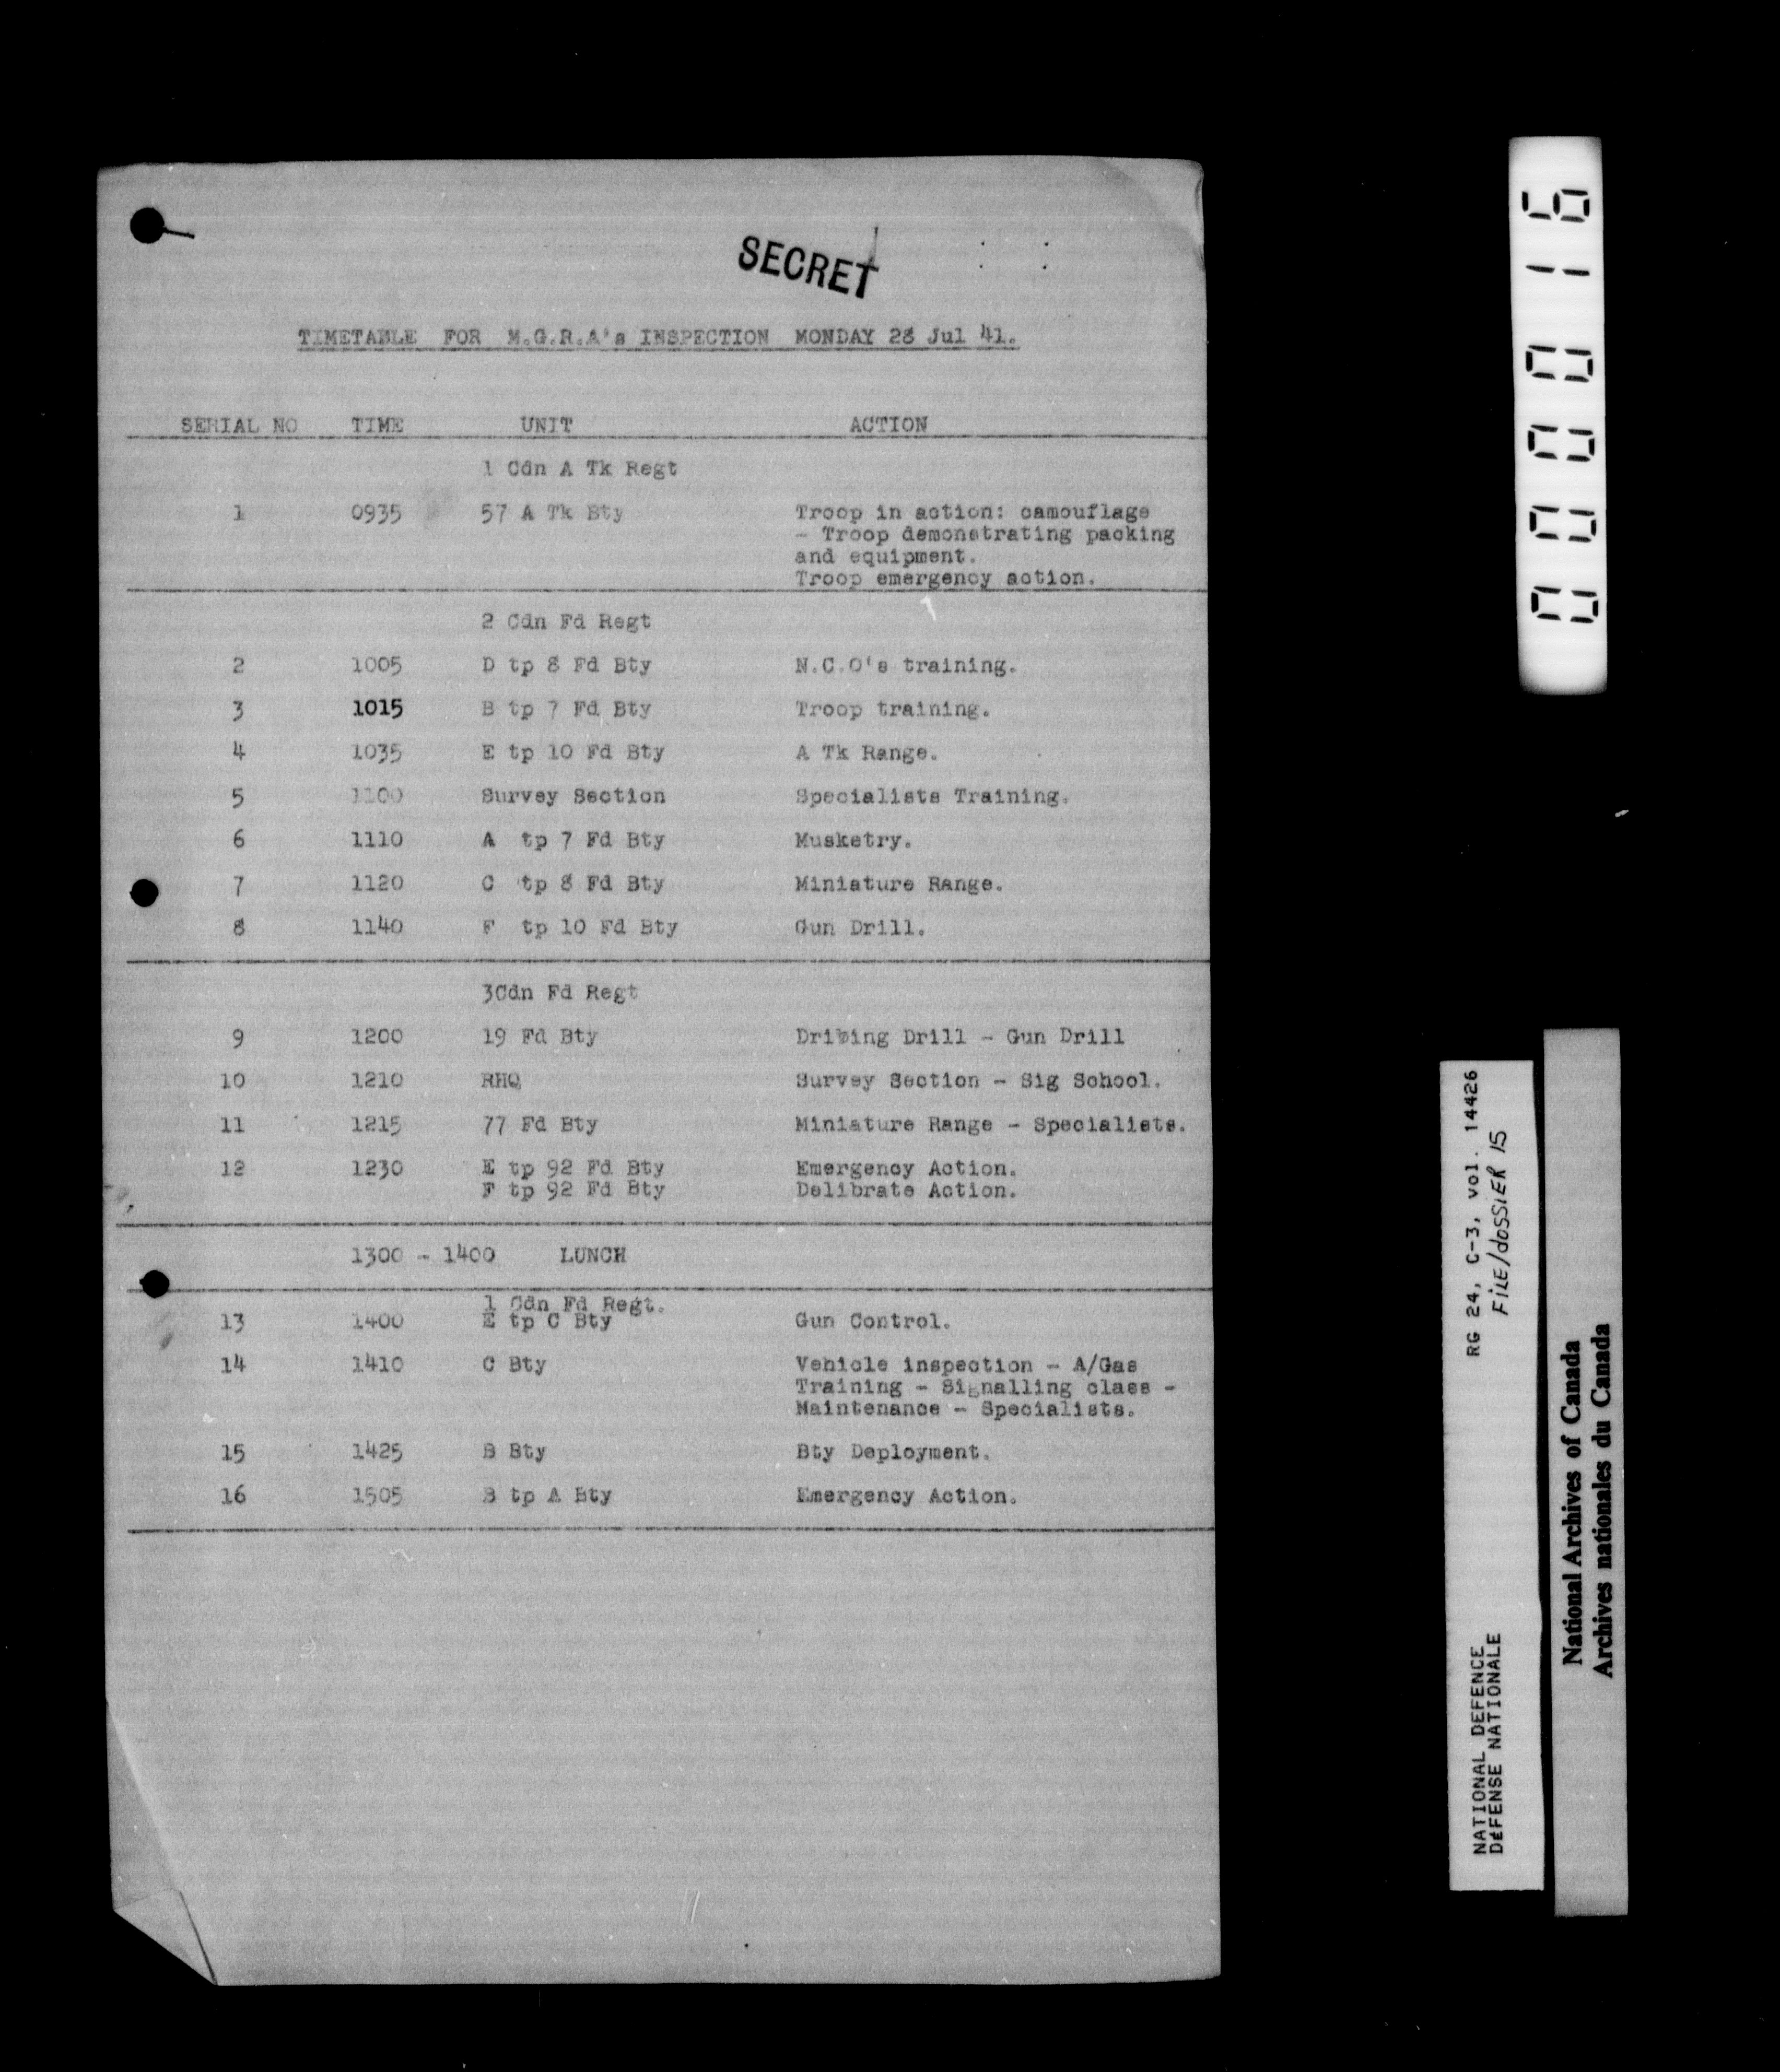 SECRET
TIMETABLE FOR M.G.R.A's INSPECTION MONDAY 28 Jul 41.
SERIAL NO TIME UNIT ACTION
1 Cdn A Tk Regt
1 0935 57 A Tk Bty Troop in action: camouflage
- Troop demonstrating packing
and equipment.
Troop emergency action.
2 Cdn Fd Regt
2 1005 D tp 8 Fd Bty N.C.O's training.
3 1015 B tp 7 Fd Bty Troop training.
4 1035 E tp 10 Fd Bty A Tk Range.
5 1100 Survey Section Specialists Training.
6 1110 A tp 7 Fd Bty Musketry.
7 1120 C tp 8 Fd Bty Miniature Range.
8 1140 F tp 10 Fd Bty Gun Drill.
3Cdn Fd Regt
9 1200 19 Fd Bty Driving Drill - Gun Drill
10 1210 RHQ Survey Section - Sig School.
11 1215 77 Fd Bty Miniature Range - Specialists.
12 1230 E tp 92 Fd Bty Emergency Action.
F tp 92 Fd Bty Delibrate Action.
1300 - 1400 LUNCH
1 Cdn Fd Regt.
13 1400 E tp C Bty Gun Control.
14 1410 C Bty Vehicle inspection - A/Gas
Training - Signalling class -
Maintenance - Specialists.
15 1425 B Bty Bty Deployment.
16 1505 B tp A Bty Emergency Action.
000016
RG 24, C-3, vol. 14426
FILE/dOSSIER 15
NATIONAL DEFENCE
DÉFENSE NATIONALE
National Archives of Canada
Archives nationales du Canada